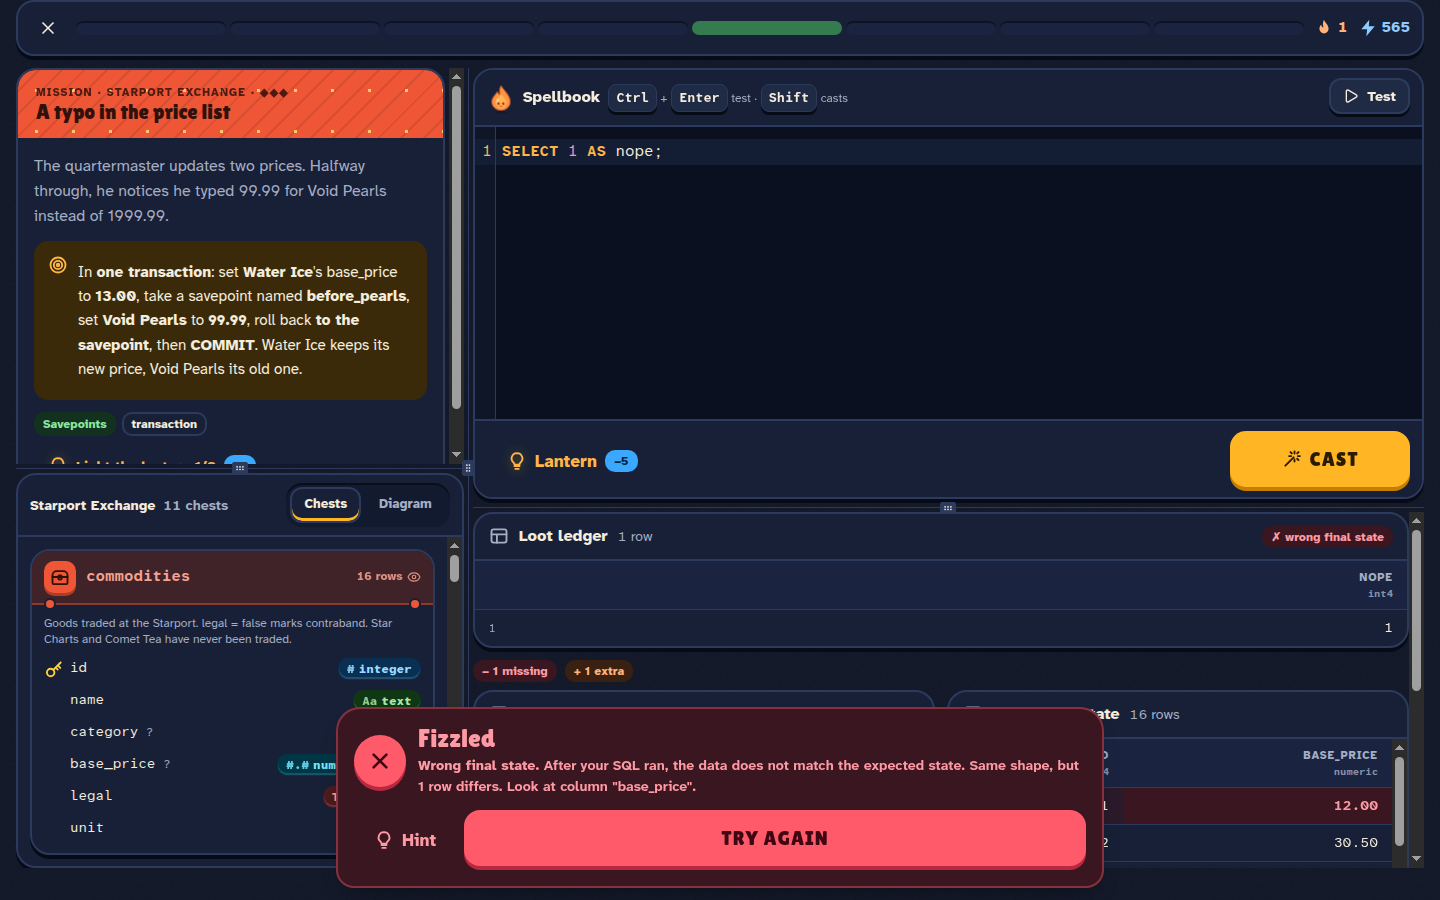 1
565
MISSION · STARPORT EXCHANGE · ◆◆◆
A typo in the price list
The quartermaster updates two prices. Halfway
through, he notices he typed 99.99 for Void Pearls
instead of 1999.99.
In one transaction: set Water Ice's base_price
to 13.00, take a savepoint named before_pearls,
set Void Pearls to 99.99, roll back to the
savepoint, then COMMIT. Water Ice keeps its
new price, Void Pearls its old one.
Savepoints transaction
Starport Exchange 11 chests
Chests Diagram
commodities 16 rows
Goods traded at the Starport. legal = false marks contraband. Star
Charts and Comet Tea have never been traded.
id # integer
name Aa text
category ?
base_price ? #.# num
legal
unit
Spellbook Ctrl + Enter test · Shift casts
Test
1 SELECT 1 AS nope;
Lantern −5
CAST
Loot ledger 1 row
✗ wrong final state
NOPE
int4
1 1
− 1 missing + 1 extra
16 rows
BASE_PRICE
numeric
12.00
30.50
Fizzled
Wrong final state. After your SQL ran, the data does not match the expected state. Same shape, but
1 row differs. Look at column "base_price".
Hint
TRY AGAIN